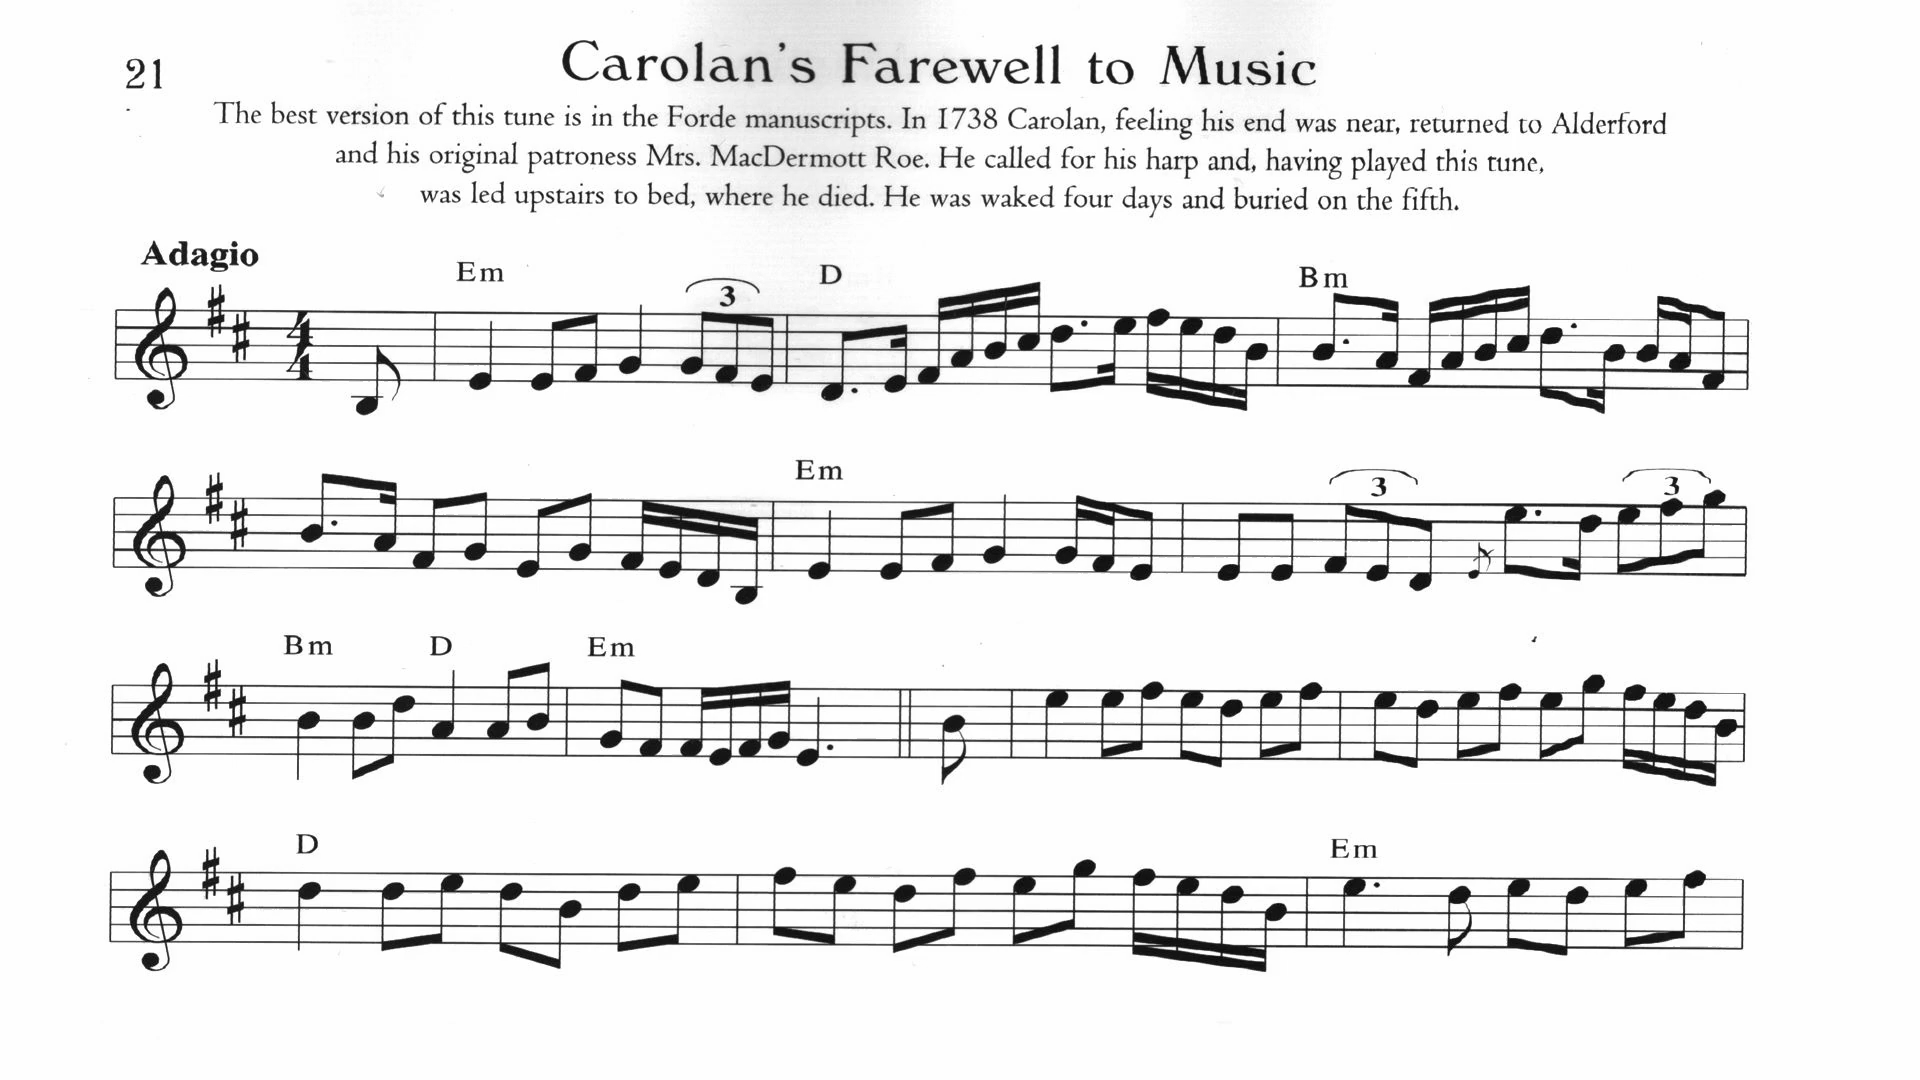 21
Carolan's Farewell to Music
The best version of this tune is in the Forde manuscripts. In 1738 Carolan, feeling his end was near, returned to Alderford
and his original patroness Mrs. MacDermott Roe. He called for his harp and, having played this tune,
was led upstairs to bed, where he died. He was waked four days and buried on the fifth.
Adagio
Em 3 D Bm
4
4
Em 3 3
Bm D Em
D Em